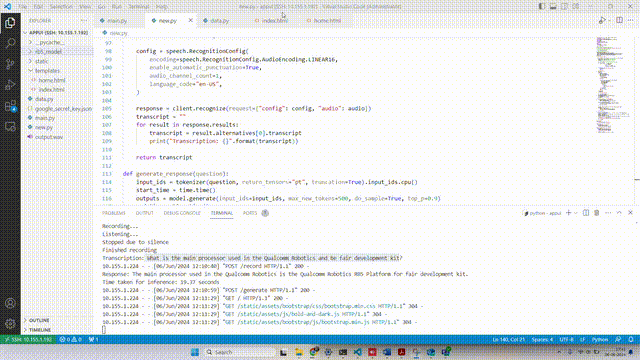 new.py - APPUI [SSH: 10.155.1.192] - Visual Studio Code [Administrator]
EXPLORER
main.py
new.py
data.py
index.html
home.html
APPUI [SSH: 10.155.1.192]
new.py
__pycache__
static
templates
home.html
index.html
data.py
google_secret_key.json
main.py
new.py
output.wav
98 config = speech.RecognitionConfig(
99 encoding=speech.RecognitionConfig.AudioEncoding.LINEAR16,
100 enable_automatic_punctuation=True,
101 audio_channel_count=1,
102 language_code="en-US",
103 )
104
105 response = client.recognize(request={"config": config, "audio": audio})
106 transcript = ""
107 for result in response.results:
108 transcript = result.alternatives[0].transcript
109 print("Transcription: {}".format(transcript))
110
111 return transcript
112
113 def generate_response(question):
114 input_ids = tokenizer(question, return_tensors="pt", truncation=True).input_ids.cpu()
115 start_time = time.time()
116 outputs = model.generate(input_ids=input_ids, max_new_tokens=500, do_sample=True, top_p=0.9)
PROBLEMS OUTPUT DEBUG CONSOLE TERMINAL PORTS
python - appui
Recording...
Listening...
Stopped due to silence
Finished recording
Transcription: What is the main processor used in the Qualcomm Robotics and be fair development kit?
10.155.1.224 - - [06/Jun/2024 12:10:40] "POST /record HTTP/1.1" 200 -
Response: The main processor used in the Qualcomm Robotics is the Qualcomm Robotics RB5 Platform for Fair development kit.
Time taken for inference: 19.37 seconds
10.155.1.224 - - [06/Jun/2024 12:11:29] "POST /generate HTTP/1.1" 200 -
10.155.1.224 - - [06/Jun/2024 12:13:29] "GET / HTTP/1.1" 200 -
10.155.1.224 - - [06/Jun/2024 12:13:29] "GET /static/assets/bootstrap/css/bootstrap.min.css HTTP/1.1" 304 -
10.155.1.224 - - [06/Jun/2024 12:13:29] "GET /static/assets/js/bold-and-dark.js HTTP/1.1" 304 -
10.155.1.224 - - [06/Jun/2024 12:13:29] "GET /static/assets/bootstrap/js/bootstrap.min.js HTTP/1.1" 304 -
OUTLINE
TIMELINE
SSH: 10.155.1.192
Ln 140, Col 21 Spaces: 4 UTF-8 LF Python
Search